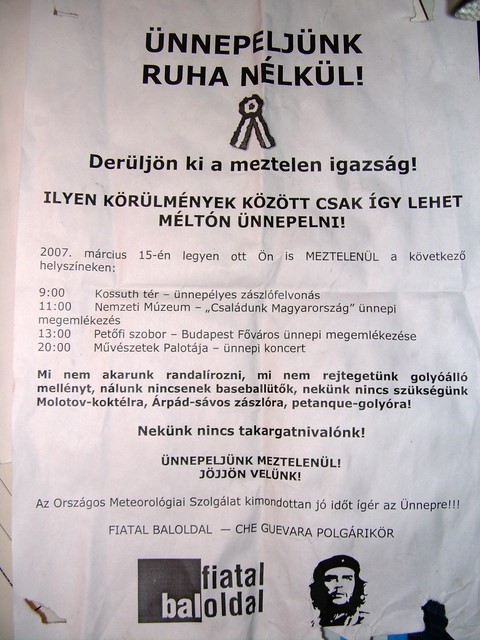 ÜNNEPELJÜNK
RUHA NÉLKÜL!
Derüljön ki a meztelen igazság!
ILYEN KÖRÜLMÉNYEK KÖZÖTT CSAK ÍGY LEHET
MÉLTÓN ÜNNEPELNI!
2007. március 15-én legyen ott Ön is MEZTELENÜL a következő
helyszíneken:
9:00 Kossuth tér – ünnepélyes zászlófelvonás
11:00 Nemzeti Múzeum – „Családunk Magyarország” ünnepi
megemlékezés
13:00 Petőfi szobor – Budapest Főváros ünnepi megemlékezése
20:00 Művészetek Palotája – ünnepi koncert
Mi nem akarunk randalírozni, mi nem rejtegetünk golyóálló
mellényt, nálunk nincsenek baseballütők, nekünk nincs szükségünk
Molotov-koktélra, Árpád-sávos zászlóra, petanque-golyóra!
Nekünk nincs takargatnivalónk!
ÜNNEPELJÜNK MEZTELENÜL!
JÖJJÖN VELÜNK!
Az Országos Meteorológiai Szolgálat kimondottan jó időt ígér az Ünnepre!!!
FIATAL BALOLDAL — CHE GUEVARA POLGÁRIKÖR
fiatal
baloldal